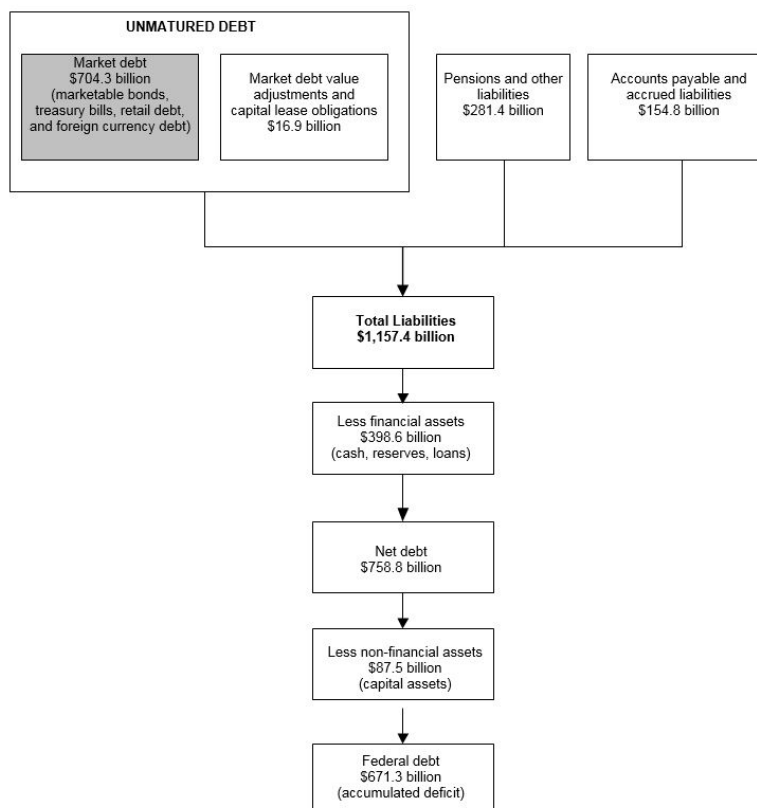 UNMATURED DEBT
Market debt
$704.3 billion
(marketable bonds,
treasury bills, retail debt,
and foreign currency debt)
Market debt value
adjustments and
capital lease obligations
$16.9 billion
Pensions and other
liabilities
$281.4 billion
Accounts payable and
accrued liabilities
$154.8 billion
Total Liabilities
$1,157.4 billion
Less financial assets
$398.6 billion
(cash, reserves, loans)
Net debt
$758.8 billion
Less non-financial assets
$87.5 billion
(capital assets)
Federal debt
$671.3 billion
(accumulated deficit)